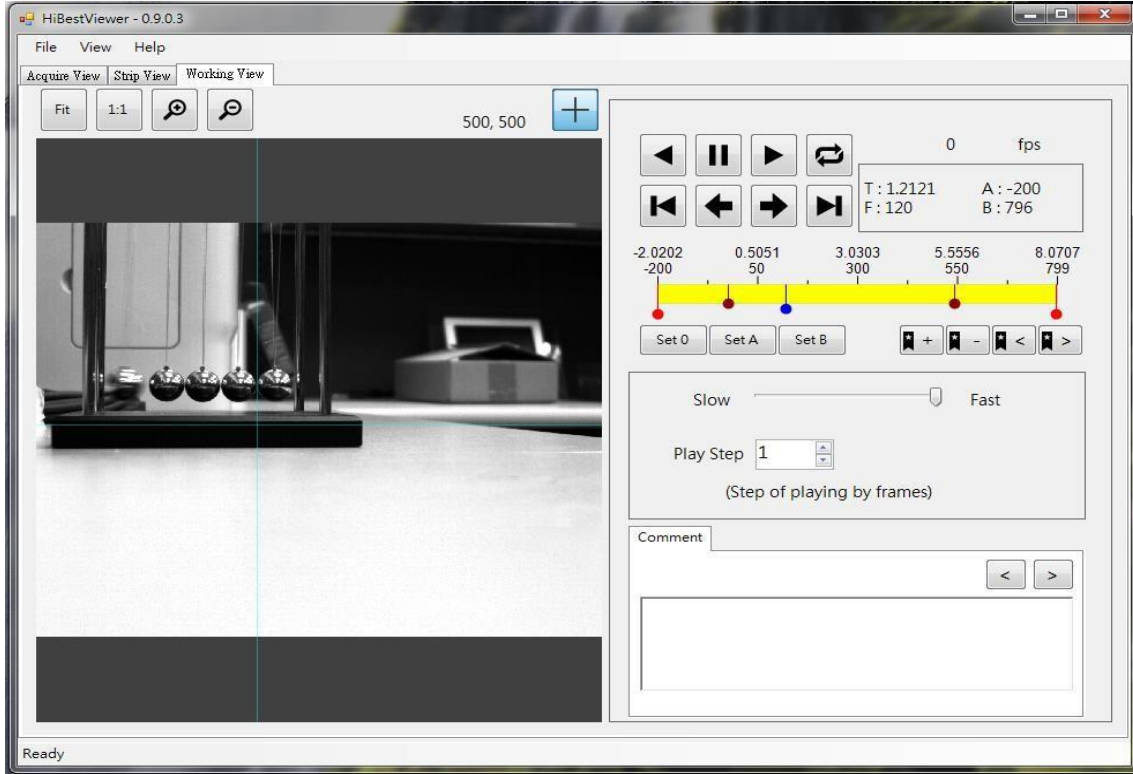 HiBestViewer - 0.9.0.3
File View Help
Acquire View Strip View Working View
Fit 1:1 500, 500
0 fps
T : 1.2121 A : -200
F : 120 B : 796
-2.0202 0.5051 3.0303 5.5556 8.0707
-200 50 300 550 799
Set 0 Set A Set B + - < >
Slow Fast
Play Step 1
(Step of playing by frames)
Comment
< >
Ready